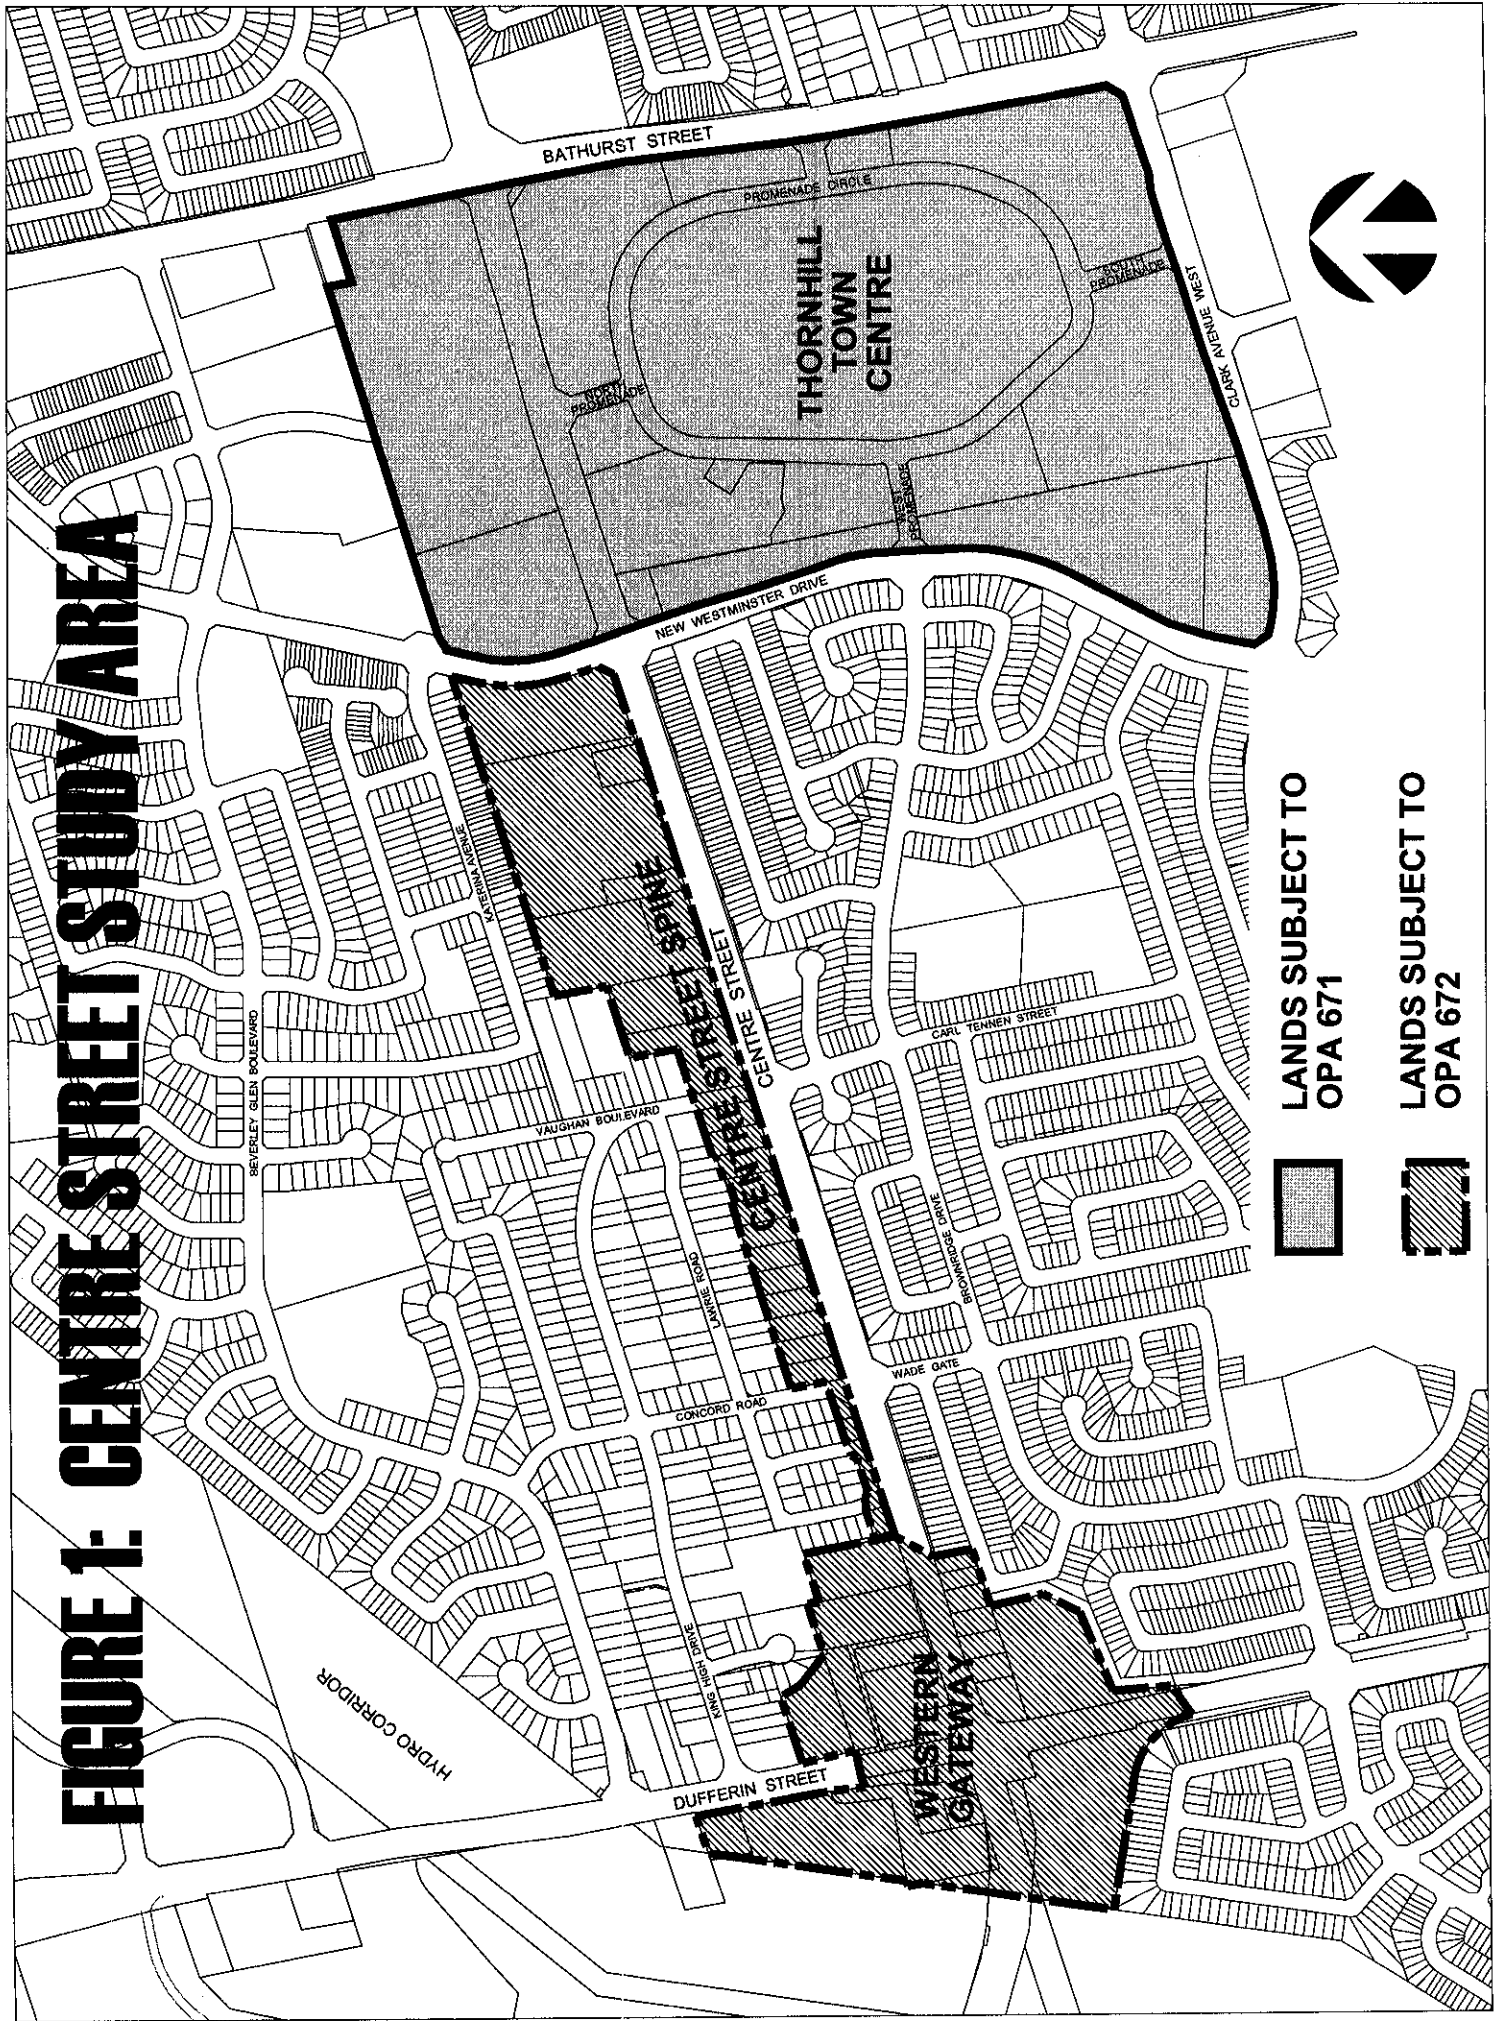 FIGURE 1: CENTRE STREET STUDY AREA
HYDRO CORRIDOR
BEVERLEY GLEN BOULEVARD
KATERINA AVENUE
VAUGHAN BOULEVARD
LAWRIE ROAD
CONCORD ROAD
KING HIGH DRIVE
DUFFERIN STREET
WESTERN
GATEWAY
CENTRE STREET SPINE
CENTRE STREET
WADE GATE
BROWNRIDGE DRIVE
CARL TENNEN STREET
NEW WESTMINSTER DRIVE
BATHURST STREET
NORTH
PROMENADE
PROMENADE CIRCLE
THORNHILL
TOWN
CENTRE
WEST
PROMENADE
SOUTH
PROMENADE
CLARK AVENUE WEST
LANDS SUBJECT TO
OPA 671
LANDS SUBJECT TO
OPA 672